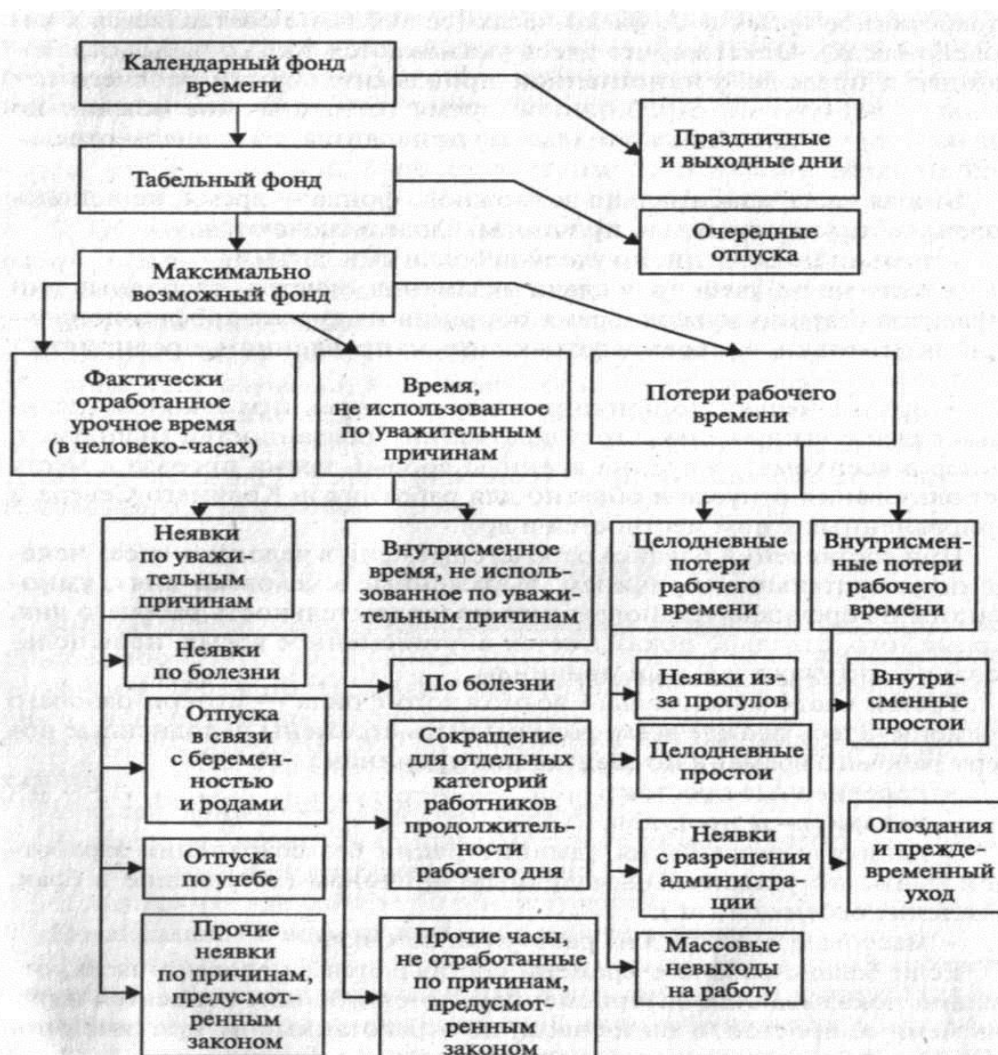 Календарный фонд
времени
Праздничные
и выходные дни
Табельный фонд
Очередные
отпуска
Максимально
возможный фонд
Фактически
отработанное
урочное время
(в человеко-часах)
Время,
не использованное
по уважительным
причинам
Потери рабочего
времени
Неявки
по уважи-
тельным
причинам
Внутрисменное
время, не исполь-
зованное по уважи-
тельным причинам
Целодневные
потери
рабочего
времени
Внутрисмен-
ные потери
рабочего
времени
Неявки
по болезни
Отпуска
в связи
с беремен-
ностью
и родами
Отпуска
по учебе
Прочие
неявки
по причинам,
предусмот-
ренным
законом
По болезни
Сокращение
для отдельных
категорий
работников
продолжитель-
ности
рабочего дня
Прочие часы,
не отработанные
по причинам,
предусмот-
ренным
законом
Неявки из-
за прогулов
Целодневные
простои
Неявки
с разрешения
администра-
ции
Массовые
невыходы
на работу
Внутри-
сменные
простои
Опоздания
и прежде-
временный
уход